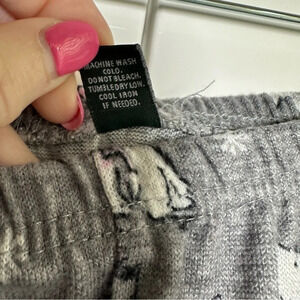 MACHINE WASH
COLD.
DO NOT BLEACH.
TUMBLE DRY LOW.
COOL IRON
IF NEEDED.